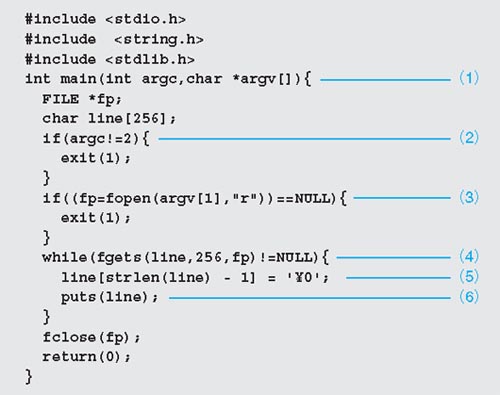 #include <stdio.h>
#include  <string.h>
#include <stdlib.h>
int main(int argc,char *argv[]){ (1)
  FILE *fp;
  char line[256];
  if(argc!=2){ (2)
    exit(1);
  }
  if((fp=fopen(argv[1],"r"))==NULL){ (3)
    exit(1);
  }
  while(fgets(line,256,fp)!=NULL){ (4)
    line[strlen(line) - 1] = '¥0'; (5)
    puts(line); (6)
  }
  fclose(fp);
  return(0);
}